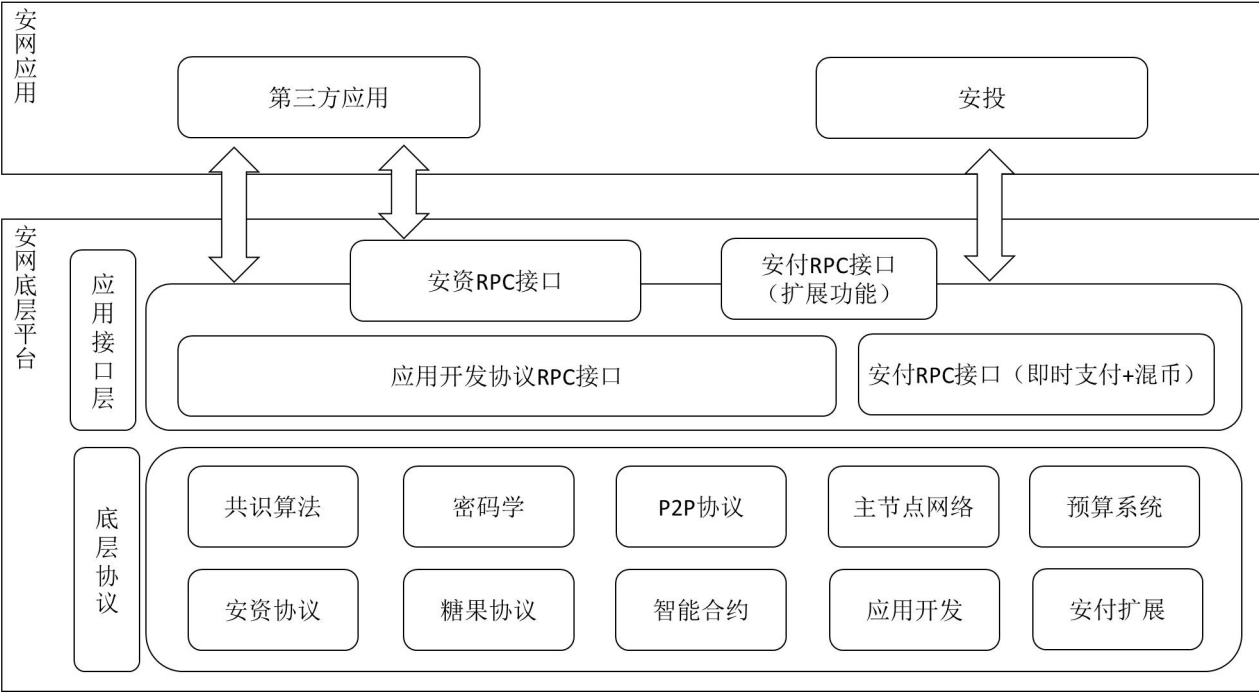 安网应用
第三方应用
安投
安网底层平台
应用接口层
安资RPC接口
安付RPC接口
（扩展功能）
应用开发协议RPC接口
安付RPC接口（即时支付+混币）
底层协议
共识算法
密码学
P2P协议
主节点网络
预算系统
安资协议
糖果协议
智能合约
应用开发
安付扩展